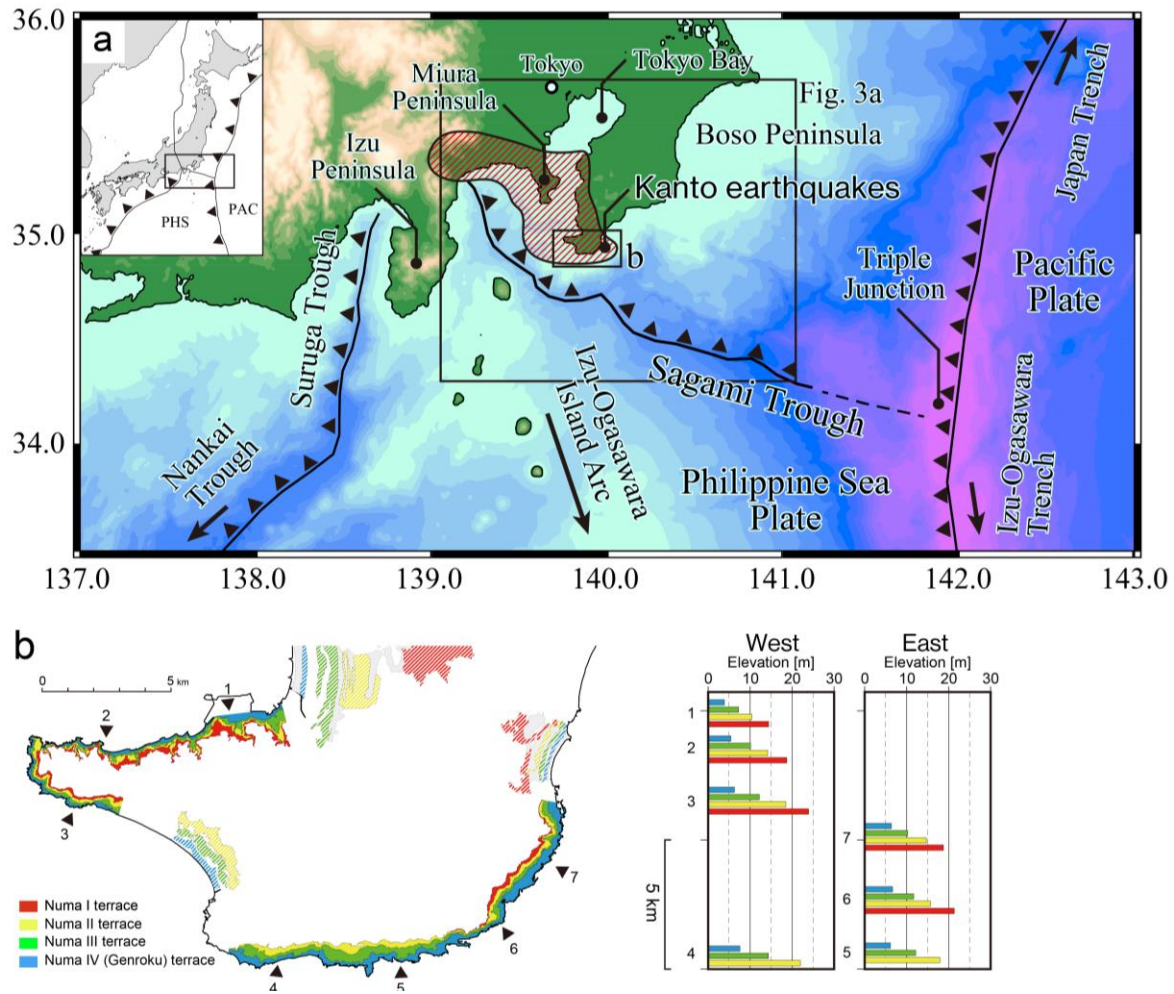 a
36.0
35.0
34.0
137.0
138.0
139.0
140.0
141.0
142.0
143.0
PHS
PAC
Miura
Peninsula
Tokyo
Tokyo Bay
Fig. 3a
Boso Peninsula
Izu
Peninsula
Kanto earthquakes
b
Japan Trench
Pacific
Plate
Triple
Junction
Suruga Trough
Nankai
Trough
Izu-Ogasawara
Island Arc
Sagami Trough
Philippine Sea
Plate
Izu-Ogasawara
Trench
b
0
5
km
1
2
3
4
5
6
7
Numa I terrace
Numa II terrace
Numa III terrace
Numa IV (Genroku) terrace
West
Elevation [m]
0 10 20 30
1
2
3
4
5 km
East
Elevation [m]
0 10 20 30
7
6
5